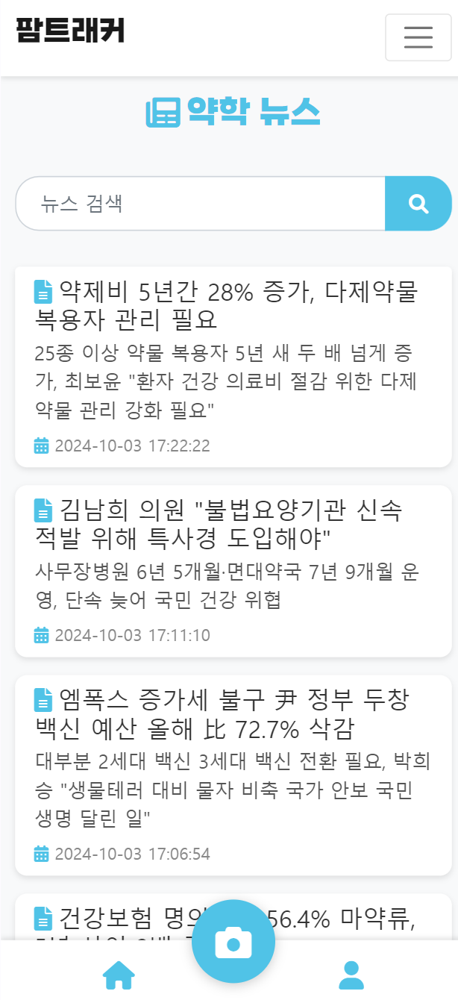 팜트래커
약학 뉴스
뉴스 검색
약제비 5년간 28% 증가, 다제약물
복용자 관리 필요
25종 이상 약물 복용자 5년 새 두 배 넘게 증
가, 최보윤 "환자 건강 의료비 절감 위한 다제
약물 관리 강화 필요"
2024-10-03 17:22:22
김남희 의원 "불법요양기관 신속
적발 위해 특사경 도입해야"
사무장병원 6년 5개월·면대약국 7년 9개월 운
영, 단속 늦어 국민 건강 위협
2024-10-03 17:11:10
엠폭스 증가세 불구 尹 정부 두창
백신 예산 올해 比 72.7% 삭감
대부분 2세대 백신 3세대 백신 전환 필요, 박희
승 "생물테러 대비 물자 비축 국가 안보 국민
생명 달린 일"
2024-10-03 17:06:54
건강보험 56.4% 마약류,